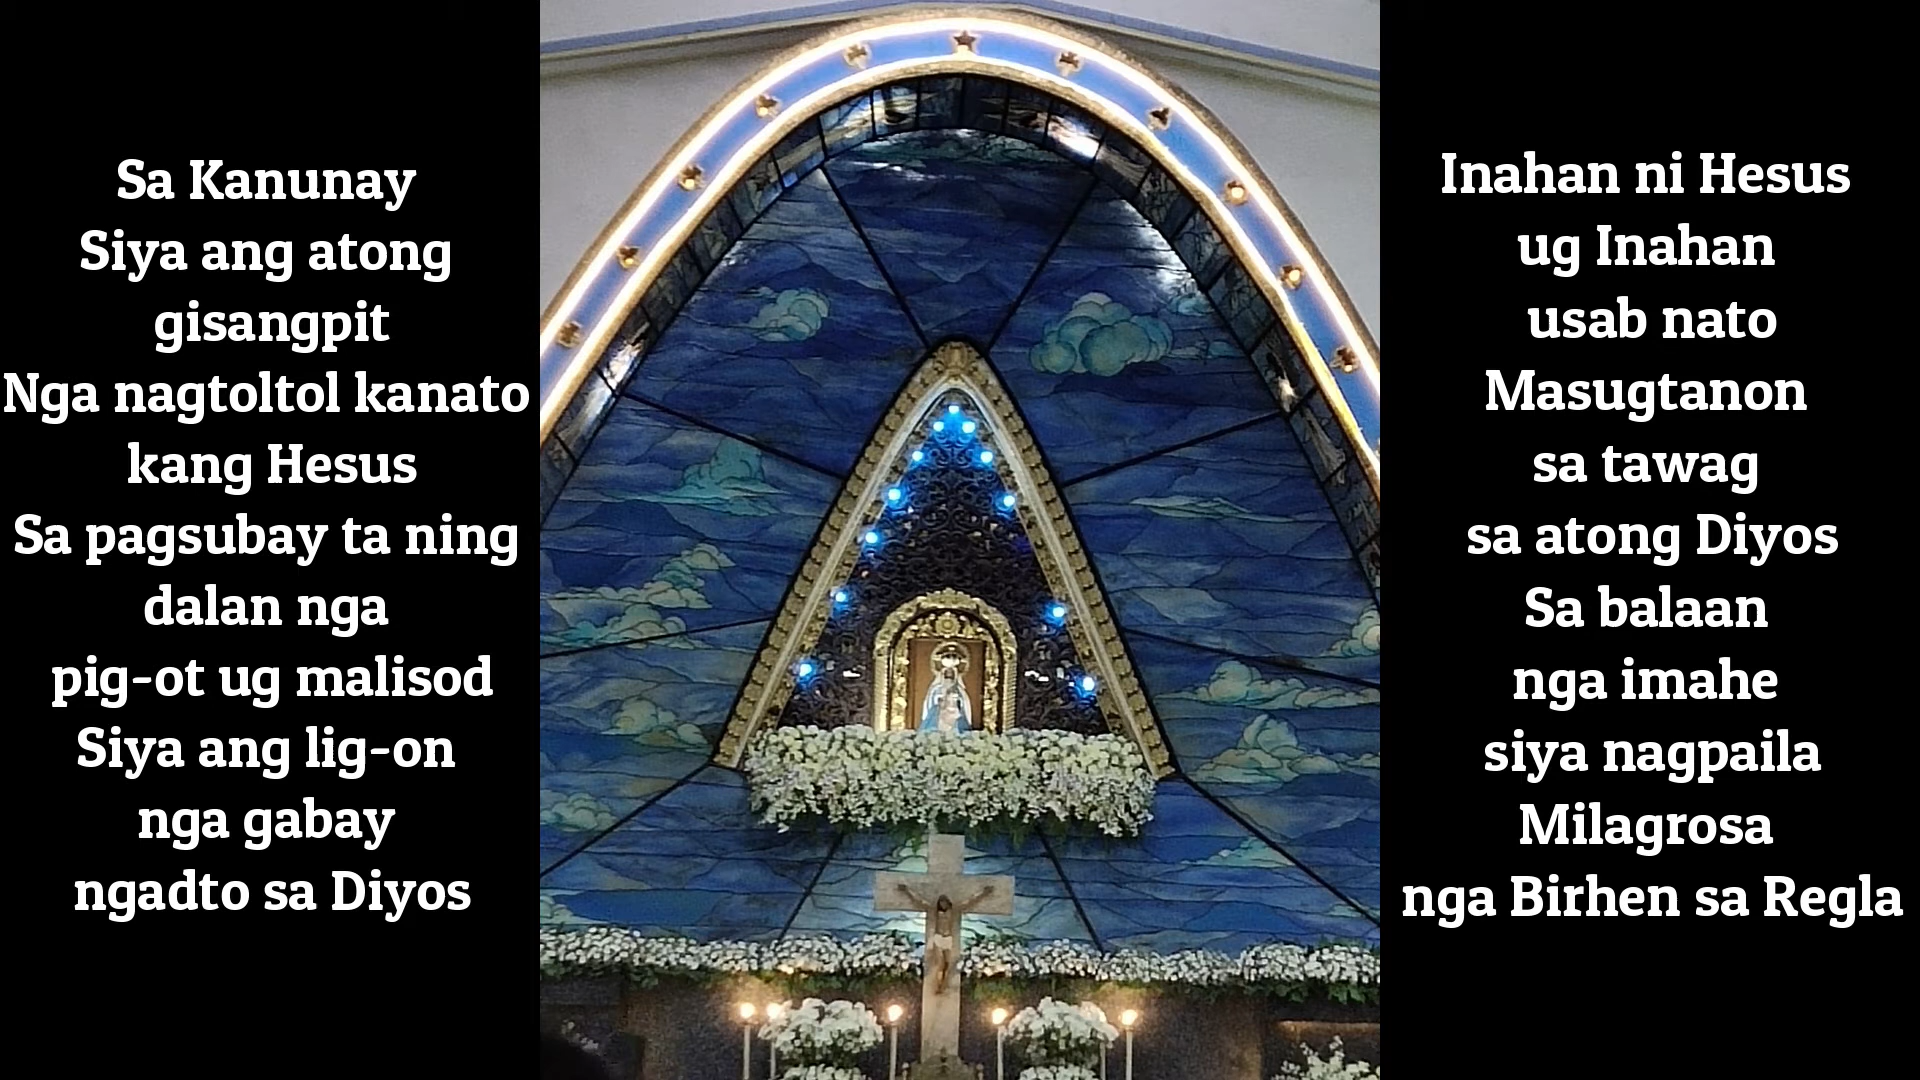 Sa Kanunay
Siya ang atong
gisangpit
Nga nagtoltol kanato
kang Hesus
Sa pagsubay ta ning
dalan nga
pig-ot ug malisod
Siya ang lig-on
nga gabay
ngadto sa Diyos
Inahan ni Hesus
ug Inahan
usab nato
Masugtanon
sa tawag
sa atong Diyos
Sa balaan
nga imahe
siya nagpaila
Milagrosa
nga Birhen sa Regla